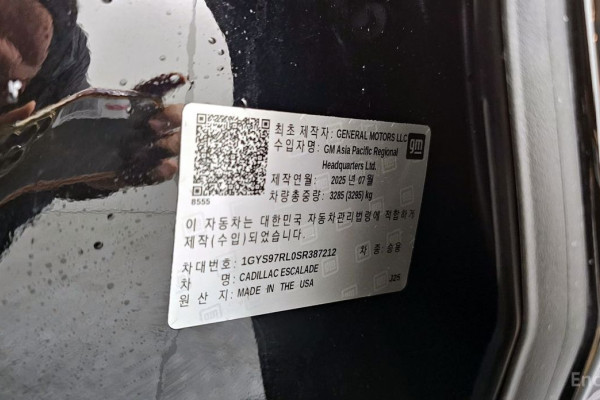 최초 제작자 : GENERAL MOTORS LLC
수입자명 : GM Asia Pacific Regional
Headquarters Ltd.
gm
제작연월 : 2025 년 07 월
차량총중량 : 3285 (3295) kg
8555
이 자동차는 대한민국 자동차관리법령에 적합하게
제작(수입)되었습니다.
차대번호 : 1GYS97RL0SR387212 차 종 : 승용
차 명 : CADILLAC ESCALADE
원 산 지 : MADE IN THE USA
J25
Enc